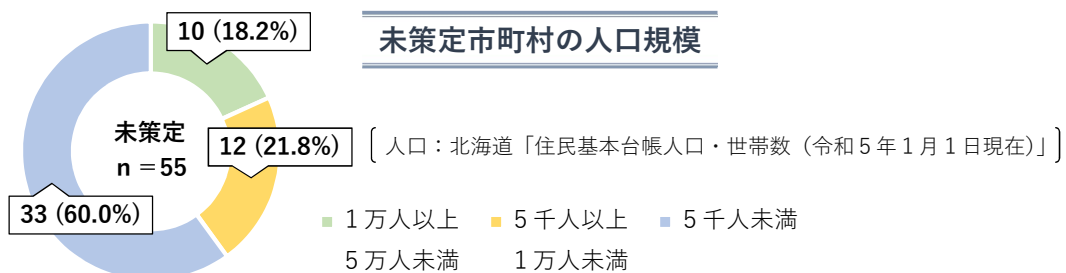 未策定市町村の人口規模
10 (18.2%)
12 (21.8%)
33 (60.0%)
未策定
n =55
人口：北海道「住民基本台帳人口・世帯数（令和５年１月１日現在)」
１万人以上
５万人未満
５千人以上
１万人未満
５千人未満